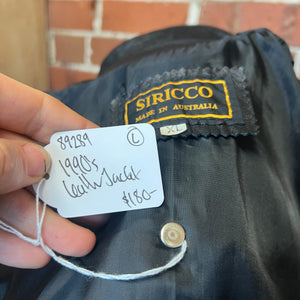 SIRICCO
MADE IN AUSTRALIA
XL
89289
L
1990's
Leather Jacket
$180-